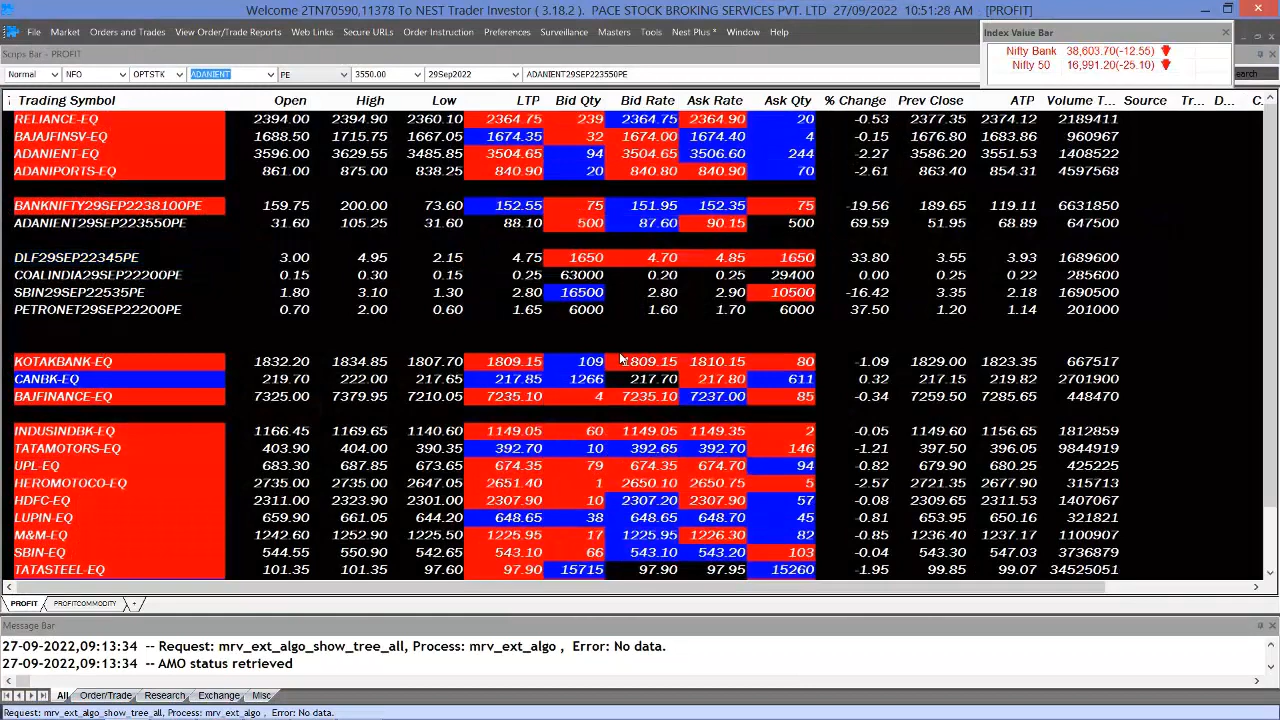 Welcome 2TN70590,11378 To NEST Trader Investor ( 3.18.2 ). PACE STOCK BROKING SERVICES PVT. LTD 27/09/2022 10:51:28 AM - [PROFIT]
File Market Orders and Trades View Order/Trade Reports Web Links Secure URLs Order Instruction Preferences Surveillance Masters Tools Nest Plus Window Help
Index Value Bar
Nifty Bank 38,603.70(-12.55)
Nifty 50 16,991.20(-25.10)
Scrips Bar - PROFIT
Normal NFO OPTSTK ADANIENT PE 3550.00 29Sep2022 ADANIENT29SEP223550PE earch
Trading Symbol Open High Low LTP Bid Qty Bid Rate Ask Rate Ask Qty % Change Prev Close ATP Volume T... Source Tr... D... C..
RELIANCE-EQ 2394.00 2394.90 2360.10 2364.75 239 2364.75 2364.90 20 -0.53 2377.35 2374.12 2189411
BAJAJFINSV-EQ 1688.50 1715.75 1667.05 1674.35 32 1674.00 1674.40 4 -0.15 1676.80 1683.86 960967
ADANIENT-EQ 3596.00 3629.55 3485.85 3504.65 94 3504.65 3506.60 244 -2.27 3586.20 3551.53 1408522
ADANIPORTS-EQ 861.00 875.00 838.25 840.90 20 840.80 840.90 70 -2.61 863.40 854.31 4597568
BANKNIFTY29SEP2238100PE 159.75 200.00 73.60 152.55 75 151.95 152.35 75 -19.56 189.65 119.11 6631850
ADANIENT29SEP223550PE 31.60 105.25 31.60 88.10 500 87.60 90.15 500 69.59 51.95 68.89 647500
DLF29SEP22345PE 3.00 4.95 2.15 4.75 1650 4.70 4.85 1650 33.80 3.55 3.93 1689600
COALINDIA29SEP22200PE 0.15 0.30 0.15 0.25 63000 0.20 0.25 29400 0.00 0.25 0.22 285600
SBIN29SEP22535PE 1.80 3.10 1.30 2.80 16500 2.80 2.90 10500 -16.42 3.35 2.18 1690500
PETRONET29SEP22200PE 0.70 2.00 0.60 1.65 6000 1.60 1.70 6000 37.50 1.20 1.14 201000
KOTAKBANK-EQ 1832.20 1834.85 1807.70 1809.15 109 1809.15 1810.15 80 -1.09 1829.00 1823.35 667517
CANBK-EQ 219.70 222.00 217.65 217.85 1266 217.70 217.80 611 0.32 217.15 219.82 2701900
BAJFINANCE-EQ 7325.00 7379.95 7210.05 7235.10 4 7235.10 7237.00 85 -0.34 7259.50 7285.65 448470
INDUSINDBK-EQ 1166.45 1169.65 1140.60 1149.05 60 1149.05 1149.35 2 -0.05 1149.60 1156.65 1812859
TATAMOTORS-EQ 403.90 404.00 390.35 392.70 10 392.65 392.70 146 -1.21 397.50 396.05 9844919
UPL-EQ 683.30 687.85 673.65 674.35 79 674.35 674.70 94 -0.82 679.90 680.25 425225
HEROMOTOCO-EQ 2735.00 2735.00 2647.05 2651.40 1 2650.10 2650.75 5 -2.57 2721.35 2677.90 315713
HDFC-EQ 2311.00 2323.90 2301.00 2307.90 10 2307.20 2307.90 57 -0.08 2309.65 2311.53 1407067
LUPIN-EQ 659.90 661.05 644.20 648.65 38 648.65 648.70 45 -0.81 653.95 650.16 321821
M&M-EQ 1242.60 1252.90 1225.50 1225.95 17 1225.95 1226.30 82 -0.85 1236.40 1237.17 1100907
SBIN-EQ 544.55 550.90 542.65 543.10 66 543.10 543.20 103 -0.04 543.30 547.03 3736879
TATASTEEL-EQ 101.35 101.35 97.60 97.90 15715 97.90 97.95 15260 -1.95 99.85 99.07 34525051
PROFIT PROFITCOMMODITY +
Message Bar
27-09-2022,09:13:34 -- Request: mrv_ext_algo_show_tree_all, Process: mrv_ext_algo , Error: No data.
27-09-2022,09:13:34 -- AMO status retrieved
All Order/Trade Research Exchange Misc
Request: mrv_ext_algo_show_tree_all, Process: mrv_ext_algo , Error: No data.